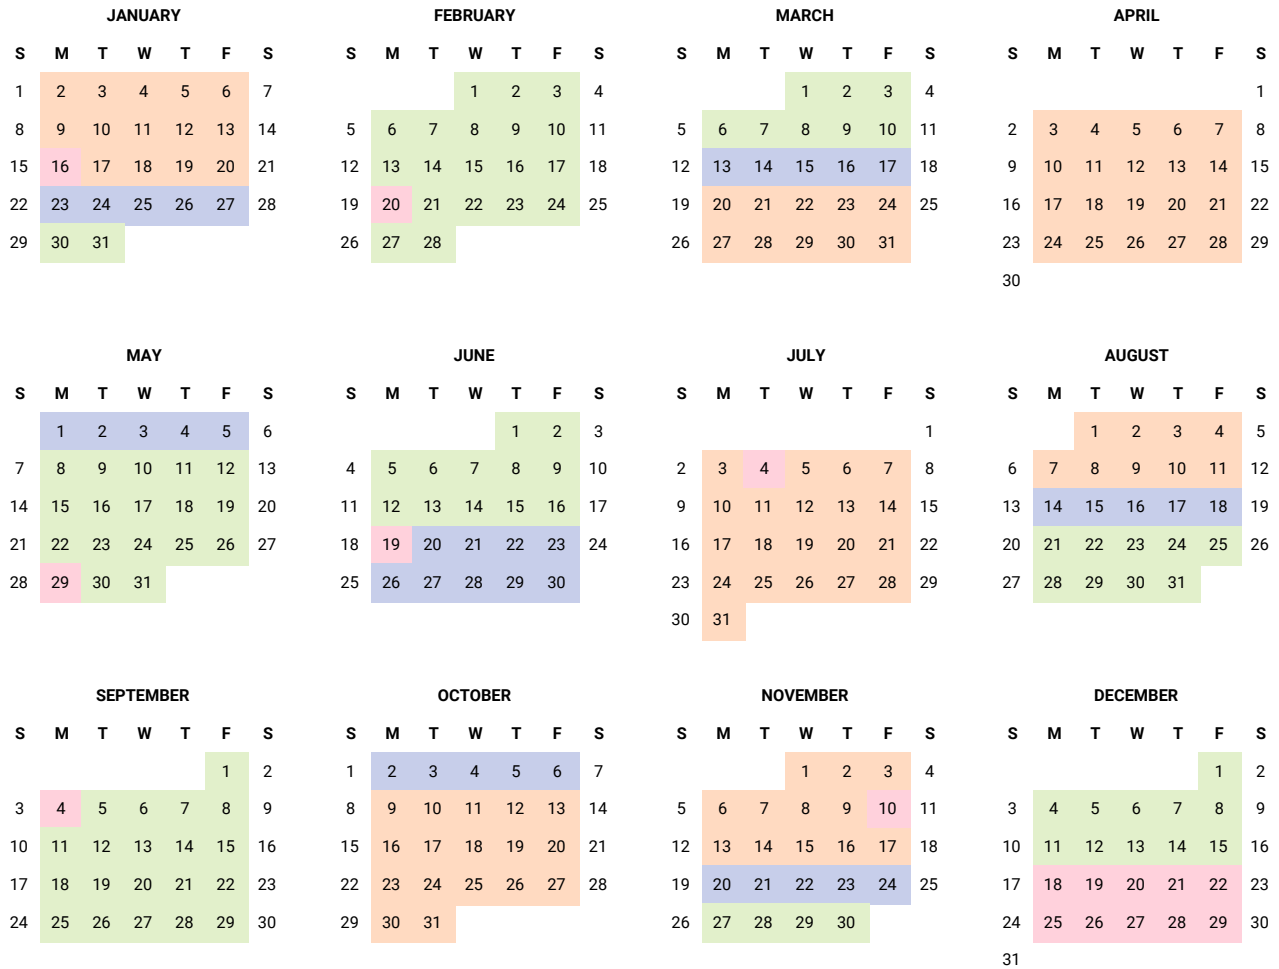 JANUARY
S M T W T F S
1 2 3 4 5 6 7
8 9 10 11 12 13 14
15 16 17 18 19 20 21
22 23 24 25 26 27 28
29 30 31
FEBRUARY
S M T W T F S
1 2 3 4
5 6 7 8 9 10 11
12 13 14 15 16 17 18
19 20 21 22 23 24 25
26 27 28
MARCH
S M T W T F S
1 2 3 4
5 6 7 8 9 10 11
12 13 14 15 16 17 18
19 20 21 22 23 24 25
26 27 28 29 30 31
APRIL
S M T W T F S
1
2 3 4 5 6 7 8
9 10 11 12 13 14 15
16 17 18 19 20 21 22
23 24 25 26 27 28 29
30
MAY
S M T W T F S
1 2 3 4 5 6
7 8 9 10 11 12 13
14 15 16 17 18 19 20
21 22 23 24 25 26 27
28 29 30 31
JUNE
S M T W T F S
1 2 3
4 5 6 7 8 9 10
11 12 13 14 15 16 17
18 19 20 21 22 23 24
25 26 27 28 29 30
JULY
S M T W T F S
1
2 3 4 5 6 7 8
9 10 11 12 13 14 15
16 17 18 19 20 21 22
23 24 25 26 27 28 29
30 31
AUGUST
S M T W T F S
1 2 3 4 5
6 7 8 9 10 11 12
13 14 15 16 17 18 19
20 21 22 23 24 25 26
27 28 29 30 31
SEPTEMBER
S M T W T F S
1 2
3 4 5 6 7 8 9
10 11 12 13 14 15 16
17 18 19 20 21 22 23
24 25 26 27 28 29 30
OCTOBER
S M T W T F S
1 2 3 4 5 6 7
8 9 10 11 12 13 14
15 16 17 18 19 20 21
22 23 24 25 26 27 28
29 30 31
NOVEMBER
S M T W T F S
1 2 3 4
5 6 7 8 9 10 11
12 13 14 15 16 17 18
19 20 21 22 23 24 25
26 27 28 29 30
DECEMBER
S M T W T F S
1 2
3 4 5 6 7 8 9
10 11 12 13 14 15 16
17 18 19 20 21 22 23
24 25 26 27 28 29 30
31